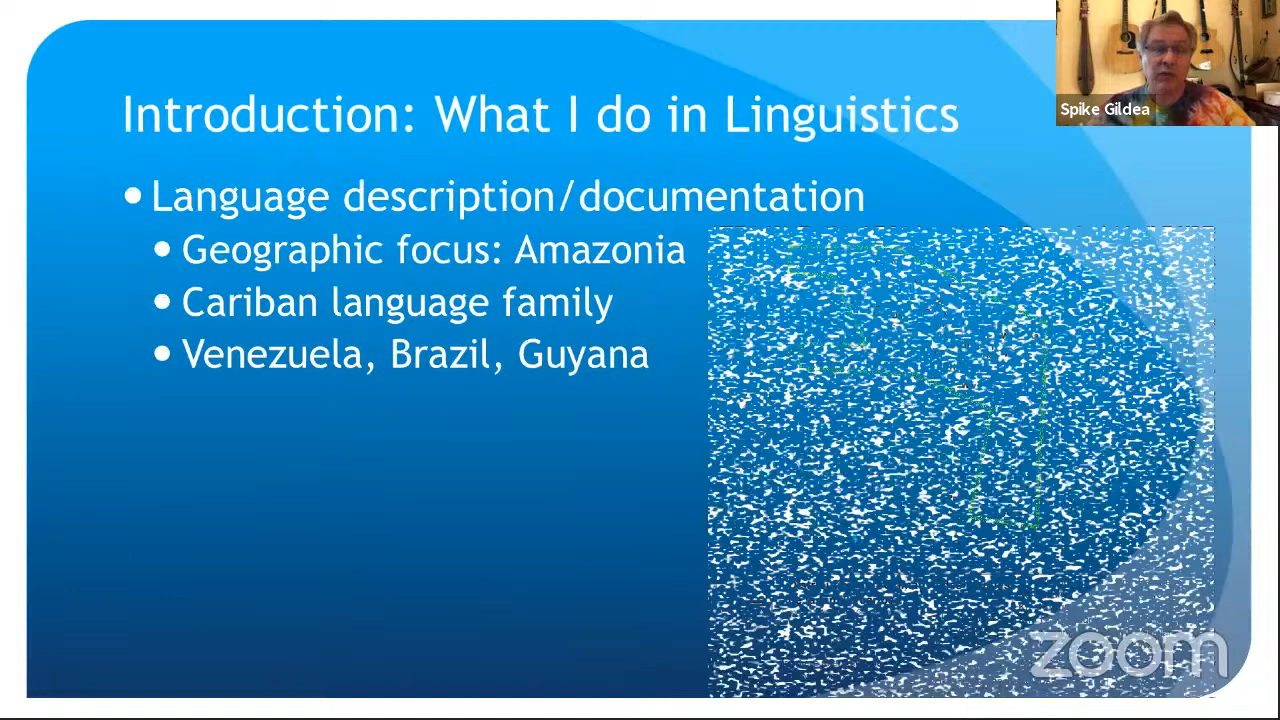 Introduction: What I do in Linguistics
Spike Gildea
• Language description/documentation
• Geographic focus: Amazonia
• Cariban language family
• Venezuela, Brazil, Guyana
zoom